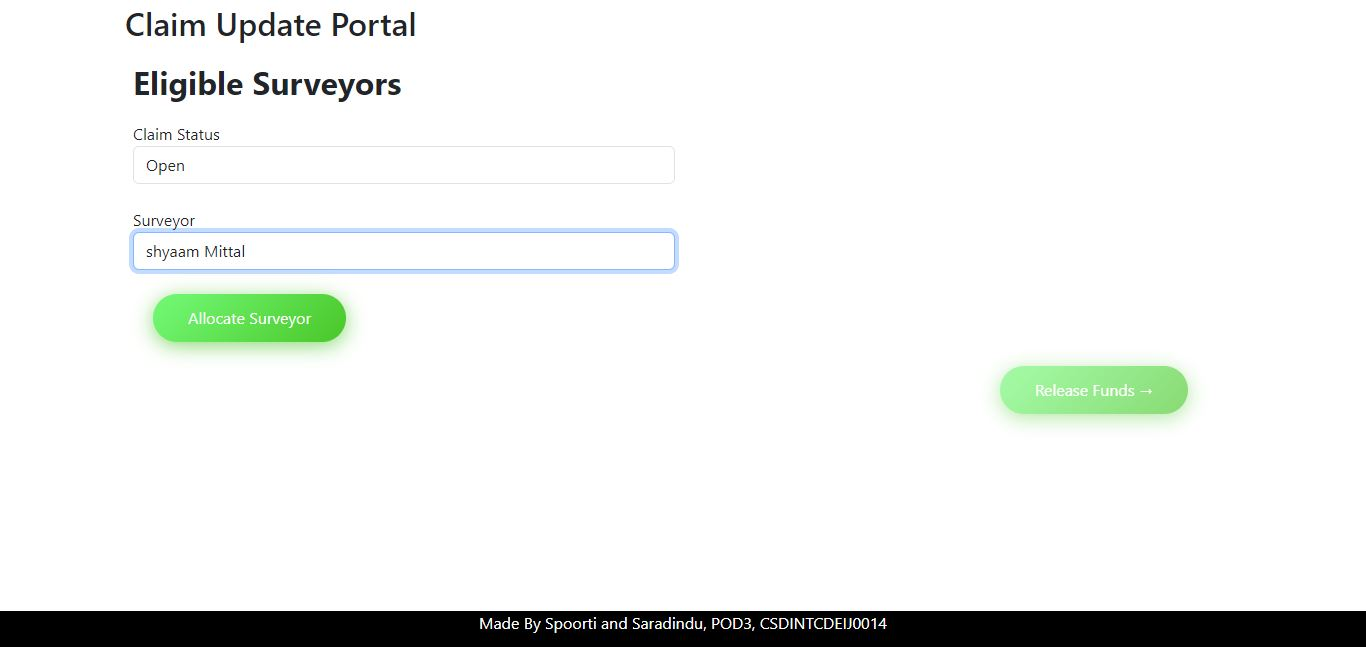 Claim Update Portal
Eligible Surveyors
Claim Status
Open
Surveyor
shyaam Mittal
Allocate Surveyor
Release Funds →
Made By Spoorti and Saradindu, POD3, CSDINTCDEIJ0014